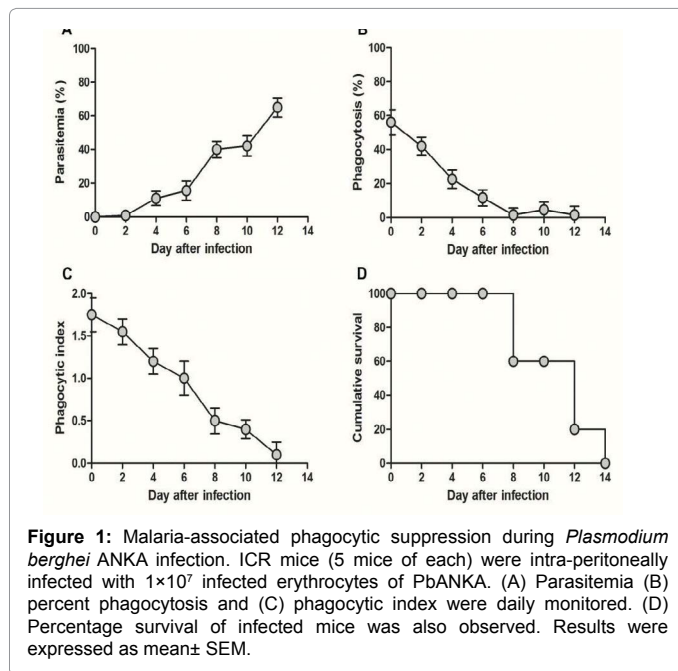 A
B
100
80
60
40
20
0
Parasitemia (%)
0 2 4 6 8 10 12 14
Day after infection
100
80
60
40
20
0
Phagocytosis (%)
0 2 4 6 8 10 12 14
Day after infection
C
D
2.0
1.5
1.0
0.5
0.0
Phagocytic index
0 2 4 6 8 10 12 14
Day after infection
100
80
60
40
20
0
Cumulative survival
0 2 4 6 8 10 12 14
Day after infection
Figure 1: Malaria-associated phagocytic suppression during Plasmodium
berghei ANKA infection. ICR mice (5 mice of each) were intra-peritoneally
infected with 1×10⁷ infected erythrocytes of PbANKA. (A) Parasitemia (B)
percent phagocytosis and (C) phagocytic index were daily monitored. (D)
Percentage survival of infected mice was also observed. Results were
expressed as mean± SEM.